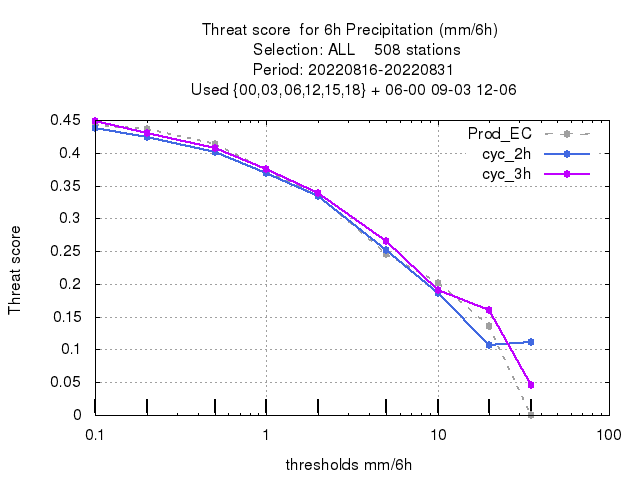 Threat score  for 6h Precipitation (mm/6h)
Selection: ALL    508 stations
Period: 20220816-20220831
Used {00,03,06,12,15,18} + 06-00 09-03 12-06
Prod_EC
cyc_2h
cyc_3h
0.45
0.4
0.35
0.3
0.25
0.2
0.15
0.1
0.05
0
Threat score
0.1 1 10 100
thresholds mm/6h